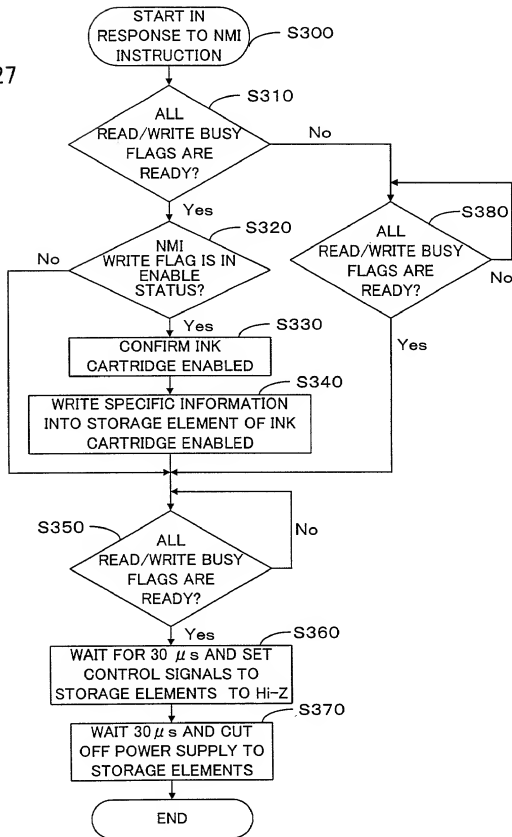 27
START IN
RESPONSE TO NMI
INSTRUCTION
S300
S310
ALL
READ/WRITE BUSY
FLAGS ARE
READY?
No
Yes
S320
NMI
WRITE FLAG IS IN
ENABLE
STATUS?
No
S380
ALL
READ/WRITE BUSY
FLAGS ARE
READY?
No
Yes
Yes
S330
CONFIRM INK
CARTRIDGE ENABLED
S340
WRITE SPECIFIC INFORMATION
INTO STORAGE ELEMENT OF INK
CARTRIDGE ENABLED
S350
ALL
READ/WRITE BUSY
FLAGS ARE
READY?
No
Yes
S360
WAIT FOR 30 μs AND SET
CONTROL SIGNALS TO
STORAGE ELEMENTS TO Hi-Z
S370
WAIT 30μs AND CUT
OFF POWER SUPPLY TO
STORAGE ELEMENTS
END